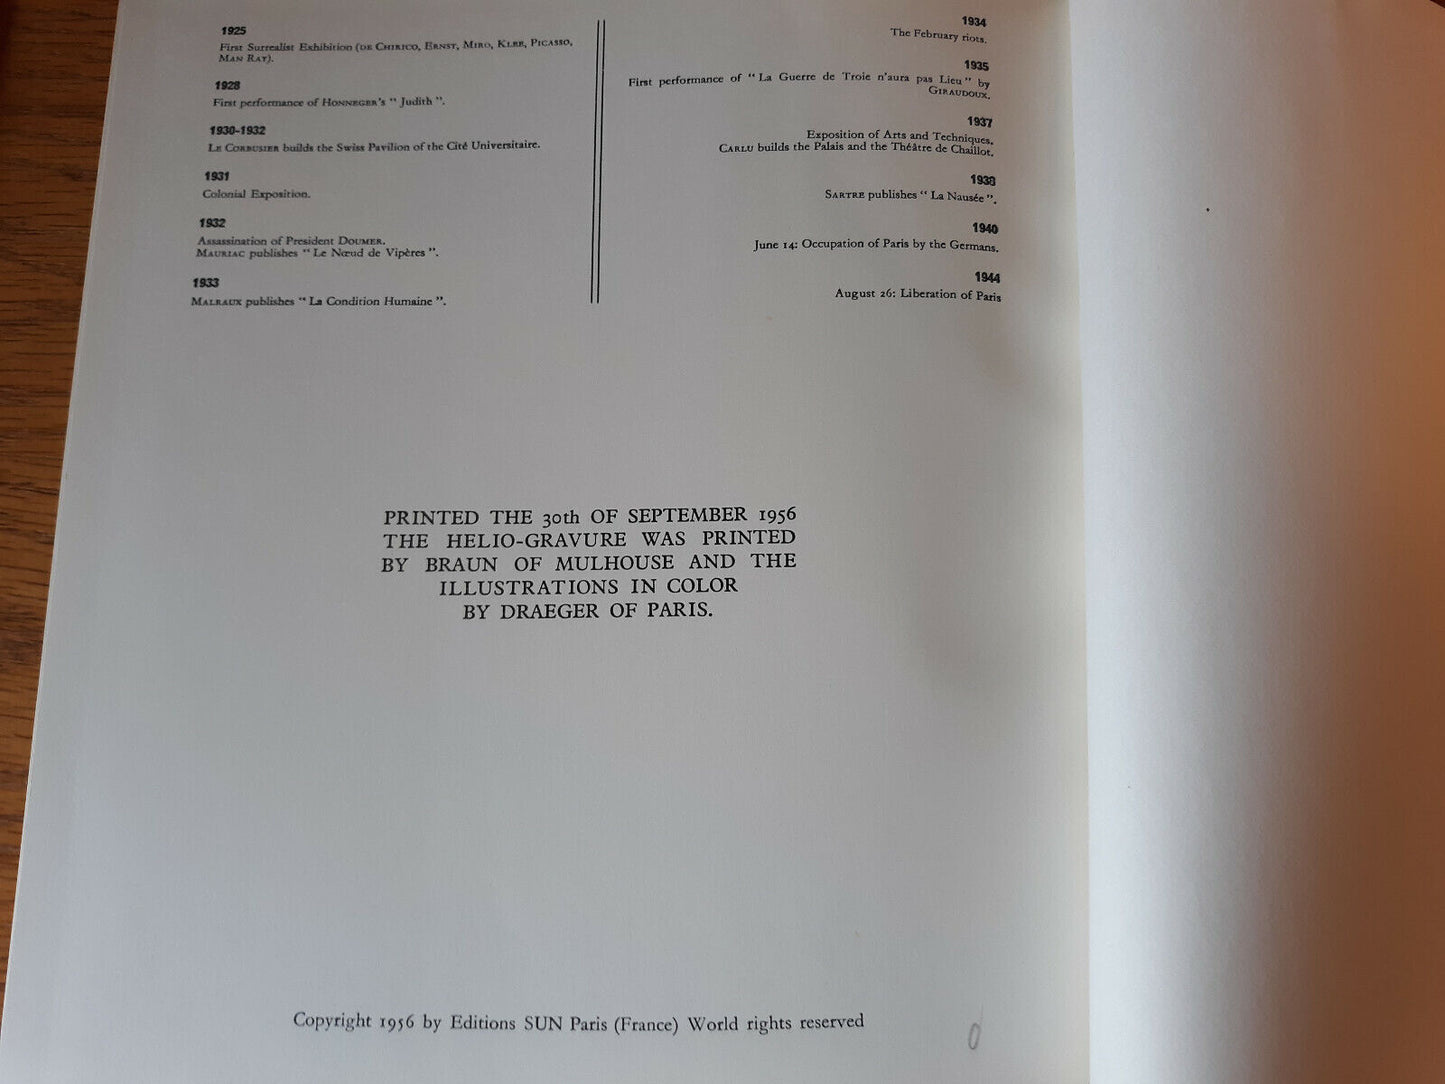 1925
First Surrealist Exhibition (DE CHIRICO, ERNST, MIRO, KLEE, PICASSO,
MAN RAY).
1928
First performance of HONNEGER's “ Judith ”.
1930-1932
LE CORBUSIER builds the Swiss Pavilion of the Cité Universitaire.
1931
Colonial Exposition.
1932
Assassination of President DOUMER.
MAURIAC publishes “ Le Nœud de Vipères ”.
1933
MALRAUX publishes “ La Condition Humaine ”.
1934
The February riots.
1935
First performance of “ La Guerre de Troie n'aura pas Lieu ” by
GIRAUDOUX.
1937
Exposition of Arts and Techniques.
CARLU builds the Palais and the Théâtre de Chaillot.
1938
SARTRE publishes “ La Nausée ”.
1940
June 14: Occupation of Paris by the Germans.
1944
August 26: Liberation of Paris
PRINTED THE 30th OF SEPTEMBER 1956
THE HELIO-GRAVURE WAS PRINTED
BY BRAUN OF MULHOUSE AND THE
ILLUSTRATIONS IN COLOR
BY DRAEGER OF PARIS.
Copyright 1956 by Editions SUN Paris (France) World rights reserved